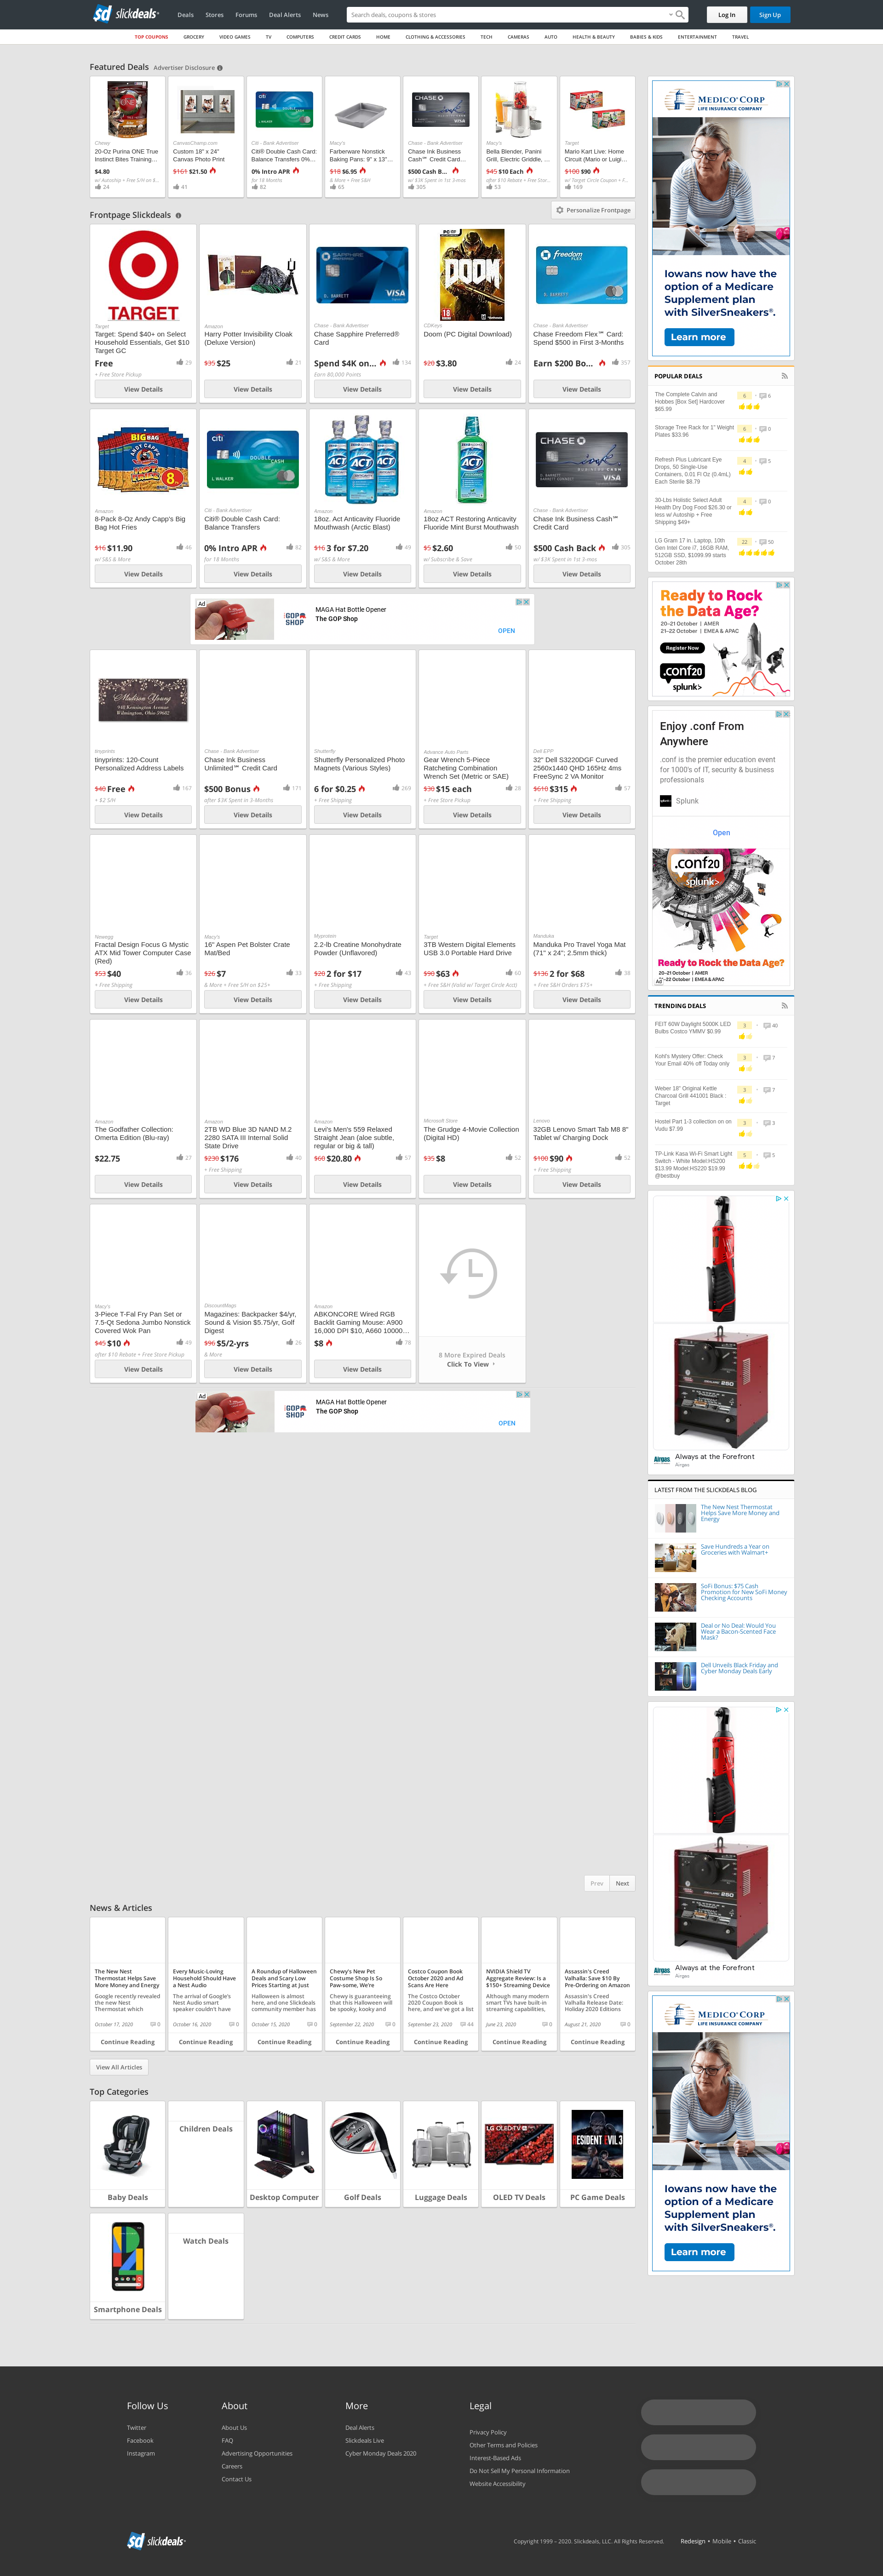 slickdeals
Deals
Stores
Forums
Deal Alerts
News
Search deals, coupons & stores
Log In
Sign Up
TOP COUPONS
GROCERY
VIDEO GAMES
TV
COMPUTERS
CREDIT CARDS
HOME
CLOTHING & ACCESSORIES
TECH
CAMERAS
AUTO
HEALTH & BEAUTY
BABIES & KIDS
ENTERTAINMENT
TRAVEL
Featured Deals Advertiser Disclosure
Chewy
20-Oz Purina ONE True
Instinct Bites Training...
$4.80
w/ Autoship + Free S/H on $...
24
CanvasChamp.com
Custom 18" x 24"
Canvas Photo Print
$161 $21.50
41
Citi - Bank Advertiser
Citi® Double Cash Card:
Balance Transfers 0%...
0% Intro APR
for 18 Months
82
Macy's
Farberware Nonstick
Baking Pans: 9" x 13"...
$18 $6.95
& More + Free S&H
65
Chase - Bank Advertiser
Chase Ink Business
Cash℠ Credit Card...
$500 Cash B...
w/ $3K Spent in 1st 3-mos
305
Macy's
Bella Blender, Panini
Grill, Electric Griddle, ...
$45 $10 Each
after $10 Rebate + Free Stor...
53
Target
Mario Kart Live: Home
Circuit (Mario or Luigi...
$100 $90
w/ Target Circle Coupon + F...
169
Frontpage Slickdeals
Personalize Frontpage
TARGET
Target
Target: Spend $40+ on Select
Household Essentials, Get $10
Target GC
Free
29
+ Free Store Pickup
View Details
Amazon
Harry Potter Invisibility Cloak
(Deluxe Version)
$35 $25
21
View Details
Chase - Bank Advertiser
Chase Sapphire Preferred®
Card
Spend $4K on...
134
Earn 80,000 Points
View Details
DOOM
CDKeys
Doom (PC Digital Download)
$20 $3.80
24
View Details
Chase - Bank Advertiser
Chase Freedom Flex℠ Card:
Spend $500 in First 3-Months
Earn $200 Bo...
357
View Details
Amazon
8-Pack 8-Oz Andy Capp's Big
Bag Hot Fries
$16 $11.90
46
w/ S&S & More
View Details
Citi - Bank Advertiser
Citi® Double Cash Card:
Balance Transfers
0% Intro APR
82
for 18 Months
View Details
Amazon
18oz. Act Anticavity Fluoride
Mouthwash (Arctic Blast)
$16 3 for $7.20
49
w/ S&S & More
View Details
Amazon
18oz ACT Restoring Anticavity
Fluoride Mint Burst Mouthwash
$5 $2.60
50
w/ Subscribe & Save
View Details
Chase - Bank Advertiser
Chase Ink Business Cash℠
Credit Card
$500 Cash Back
305
w/ $3K Spent in 1st 3-mos
View Details
Ad
GOP
SHOP
MAGA Hat Bottle Opener
The GOP Shop
OPEN
tinyprints
tinyprints: 120-Count
Personalized Address Labels
$40 Free
167
+ $2 S/H
View Details
Chase - Bank Advertiser
Chase Ink Business
Unlimited℠ Credit Card
$500 Bonus
171
after $3K Spent in 3-Months
View Details
Shutterfly
Shutterfly Personalized Photo
Magnets (Various Styles)
6 for $0.25
269
+ Free Shipping
View Details
Advance Auto Parts
Gear Wrench 5-Piece
Ratcheting Combination
Wrench Set (Metric or SAE)
$30 $15 each
28
+ Free Store Pickup
View Details
Dell EPP
32" Dell S3220DGF Curved
2560x1440 QHD 165Hz 4ms
FreeSync 2 VA Monitor
$610 $315
57
+ Free Shipping
View Details
Newegg
Fractal Design Focus G Mystic
ATX Mid Tower Computer Case
(Red)
$53 $40
36
+ Free Shipping
View Details
Macy's
16" Aspen Pet Bolster Crate
Mat/Bed
$26 $7
33
& More + Free S/H on $25+
View Details
Myprotein
2.2-lb Creatine Monohydrate
Powder (Unflavored)
$20 2 for $17
43
+ Free Shipping
View Details
Target
3TB Western Digital Elements
USB 3.0 Portable Hard Drive
$90 $63
60
+ Free S&H (Valid w/ Target Circle Acct)
View Details
Manduka
Manduka Pro Travel Yoga Mat
(71" x 24"; 2.5mm thick)
$136 2 for $68
38
+ Free S&H Orders $75+
View Details
Amazon
The Godfather Collection:
Omerta Edition (Blu-ray)
$22.75
27
View Details
Amazon
2TB WD Blue 3D NAND M.2
2280 SATA III Internal Solid
State Drive
$230 $176
40
+ Free Shipping
View Details
Amazon
Levi's Men's 559 Relaxed
Straight Jean (aloe subtle,
regular or big & tall)
$60 $20.80
57
View Details
Microsoft Store
The Grudge 4-Movie Collection
(Digital HD)
$35 $8
52
View Details
Lenovo
32GB Lenovo Smart Tab M8 8"
Tablet w/ Charging Dock
$100 $90
52
+ Free Shipping
View Details
Macy's
3-Piece T-Fal Fry Pan Set or
7.5-Qt Sedona Jumbo Nonstick
Covered Wok Pan
$45 $10
49
after $10 Rebate + Free Store Pickup
View Details
DiscountMags
Magazines: Backpacker $4/yr,
Sound & Vision $5.75/yr, Golf
Digest
$96 $5/2-yrs
26
& More
View Details
Amazon
ABKONCORE Wired RGB
Backlit Gaming Mouse: A900
16,000 DPI $10, A660 10000...
$8
78
View Details
8 More Expired Deals
Click To View
Ad
GOP
SHOP
MAGA Hat Bottle Opener
The GOP Shop
OPEN
Prev
Next
News & Articles
The New Nest
Thermostat Helps Save
More Money and Energy
Google recently revealed
the new Nest
Thermostat which
October 17, 2020
0
Continue Reading
Every Music-Loving
Household Should Have
a Nest Audio
The arrival of Google's
Nest Audio smart
speaker couldn't have
October 16, 2020
0
Continue Reading
A Roundup of Halloween
Deals and Scary Low
Prices Starting at Just
Halloween is almost
here, and one Slickdeals
community member has
October 15, 2020
0
Continue Reading
Chewy's New Pet
Costume Shop Is So
Paw-some, We're
Chewy is guaranteeing
that this Halloween will
be spooky, kooky and
September 22, 2020
0
Continue Reading
Costco Coupon Book
October 2020 and Ad
Scans Are Here
The Costco October
2020 Coupon Book is
here, and we've got a list
September 23, 2020
44
Continue Reading
NVIDIA Shield TV
Aggregate Review: Is a
$150+ Streaming Device
Although many modern
smart TVs have built-in
streaming capabilities,
June 23, 2020
0
Continue Reading
Assassin's Creed
Valhalla: Save $10 By
Pre-Ordering on Amazon
Assassin's Creed
Valhalla Release Date:
Holiday 2020 Editions
August 21, 2020
0
Continue Reading
View All Articles
Top Categories
Baby Deals
Children Deals
Desktop Computer
Golf Deals
Luggage Deals
OLED TV Deals
PC Game Deals
Smartphone Deals
Watch Deals
MEDICO CORP
LIFE INSURANCE COMPANY
Iowans now have the
option of a Medicare
Supplement plan
with SilverSneakers®.
Learn more
POPULAR DEALS
The Complete Calvin and
Hobbes [Box Set] Hardcover
$65.99
6
6
Storage Tree Rack for 1" Weight
Plates $33.96
6
0
Refresh Plus Lubricant Eye
Drops, 50 Single-Use
Containers, 0.01 Fl Oz (0.4mL)
Each Sterile $8.79
4
5
30-Lbs Holistic Select Adult
Health Dry Dog Food $26.30 or
less w/ Autoship + Free
Shipping $49+
4
0
LG Gram 17 in. Laptop, 10th
Gen Intel Core i7, 16GB RAM,
512GB SSD, $1099.99 starts
October 28th
22
50
Ready to Rock
the Data Age?
20–21 OCTOBER | AMER
21–22 OCTOBER | EMEA & APAC
Register Now
.conf20
splunk>
Enjoy .conf From
Anywhere
.conf is the premier education event
for 1000's of IT, security & business
professionals
Splunk
Open
.conf20
splunk>
Ready to Rock the Data Age?
20–21 OCTOBER | AMER
21–22 OCTOBER | EMEA & APAC
Ad
TRENDING DEALS
FEIT 60W Daylight 5000K LED
Bulbs Costco YMMV $0.99
3
40
Kohl's Mystery Offer, Check
Your Email 40% off Today only
3
7
Weber 18" Original Kettle
Charcoal Grill 441001 Black :
Target
3
7
Hostel Part 1-3 collection on on
Vudu $7.99
3
3
TP-Link Kasa Wi-Fi Smart Light
Switch - White Model:HS200
$13.99 Model:HS220 $19.99
@bestbuy
5
5
Airgas
Always at the Forefront
Airgas
LATEST FROM THE SLICKDEALS BLOG
The New Nest Thermostat
Helps Save More Money and
Energy
Save Hundreds a Year on
Groceries with Walmart+
SoFi Bonus: $75 Cash
Promotion for New SoFi Money
Checking Accounts
Deal or No Deal: Would You
Wear a Bacon-Scented Face
Mask?
Dell Unveils Black Friday and
Cyber Monday Deals Early
Airgas
Always at the Forefront
Airgas
MEDICO CORP
LIFE INSURANCE COMPANY
Iowans now have the
option of a Medicare
Supplement plan
with SilverSneakers®.
Learn more
Follow Us
Twitter
Facebook
Instagram
About
About Us
FAQ
Advertising Opportunities
Careers
Contact Us
More
Deal Alerts
Slickdeals Live
Cyber Monday Deals 2020
Legal
Privacy Policy
Other Terms and Policies
Interest-Based Ads
Do Not Sell My Personal Information
Website Accessibility
slickdeals
Copyright 1999 – 2020. Slickdeals, LLC. All Rights Reserved.
Redesign • Mobile • Classic